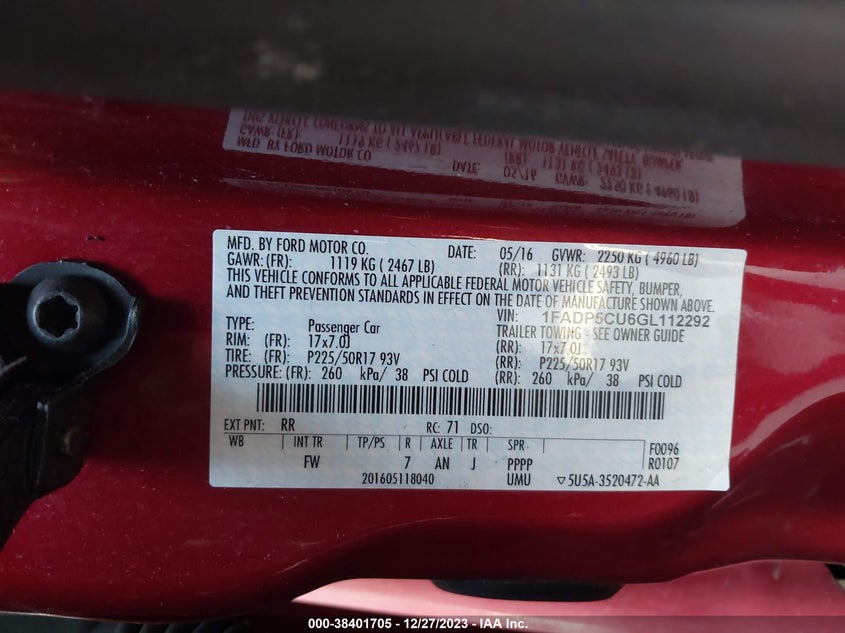 MFD. BY FORD MOTOR CO. DATE: 05/16 GVWR: 2250 KG ( 4960 LB)
GAWR: (FR): 1119 KG ( 2467 LB) (RR): 1131 KG ( 2493 LB)
THIS VEHICLE CONFORMS TO ALL APPLICABLE FEDERAL MOTOR VEHICLE SAFETY, BUMPER,
AND THEFT PREVENTION STANDARDS IN EFFECT ON THE DATE OF MANUFACTURE SHOWN ABOVE.
VIN: 1FADP5CU6GL112292
TYPE: Passenger Car TRAILER TOWING - SEE OWNER GUIDE
RIM: (FR): 17x7.0J (RR): 17x7.0J
TIRE: (FR): P225/50R17 93V (RR): P225/50R17 93V
PRESSURE: (FR): 260 kPa/ 38 PSI COLD (RR): 260 kPa/ 38 PSI COLD
EXT PNT: RR RC: 71 DSO:
WB INT TR TP/PS R AXLE TR SPR F0096
FW 7 AN J PPPP R0107
201605118040 UMU ▽5U5A-3520472-AA
000-38401705 - 12/27/2023 - IAA Inc.